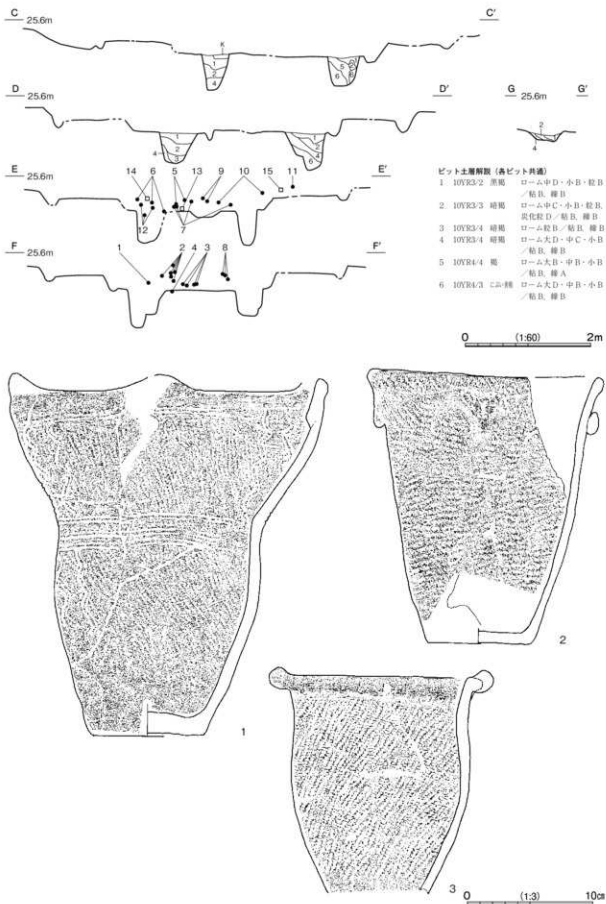 C 25.6m C′
K
1
2
4
5
6
D 25.6m D′
G 25.6m G′
1
2
4 3
1
2
4
6
2
4
E 25.6m E′
14 6 5 13 9 10 15 11
12 7
F F′
1 2 4 3 8
ピット土層解説（各ピット共通）
1 10YR3/2 黒褐 ローム中D・小B・粒B
／粘B，締B
2 10YR3/3 暗褐 ローム中C・小B・粒B，
炭化粒D／粘B，締B
3 10YR3/4 暗褐 ローム粒B／粘B，締B
4 10YR3/4 暗褐 ローム大D・中C・小B
／粘B，締B
5 10YR4/4 褐 ローム大B・中B・小B
／粘B，締A
6 10YR4/3 にぶい黄褐 ローム大D・中B・小B
／粘B，締B
0 (1:60) 2m
1
2
3
0 (1:3) 10cm